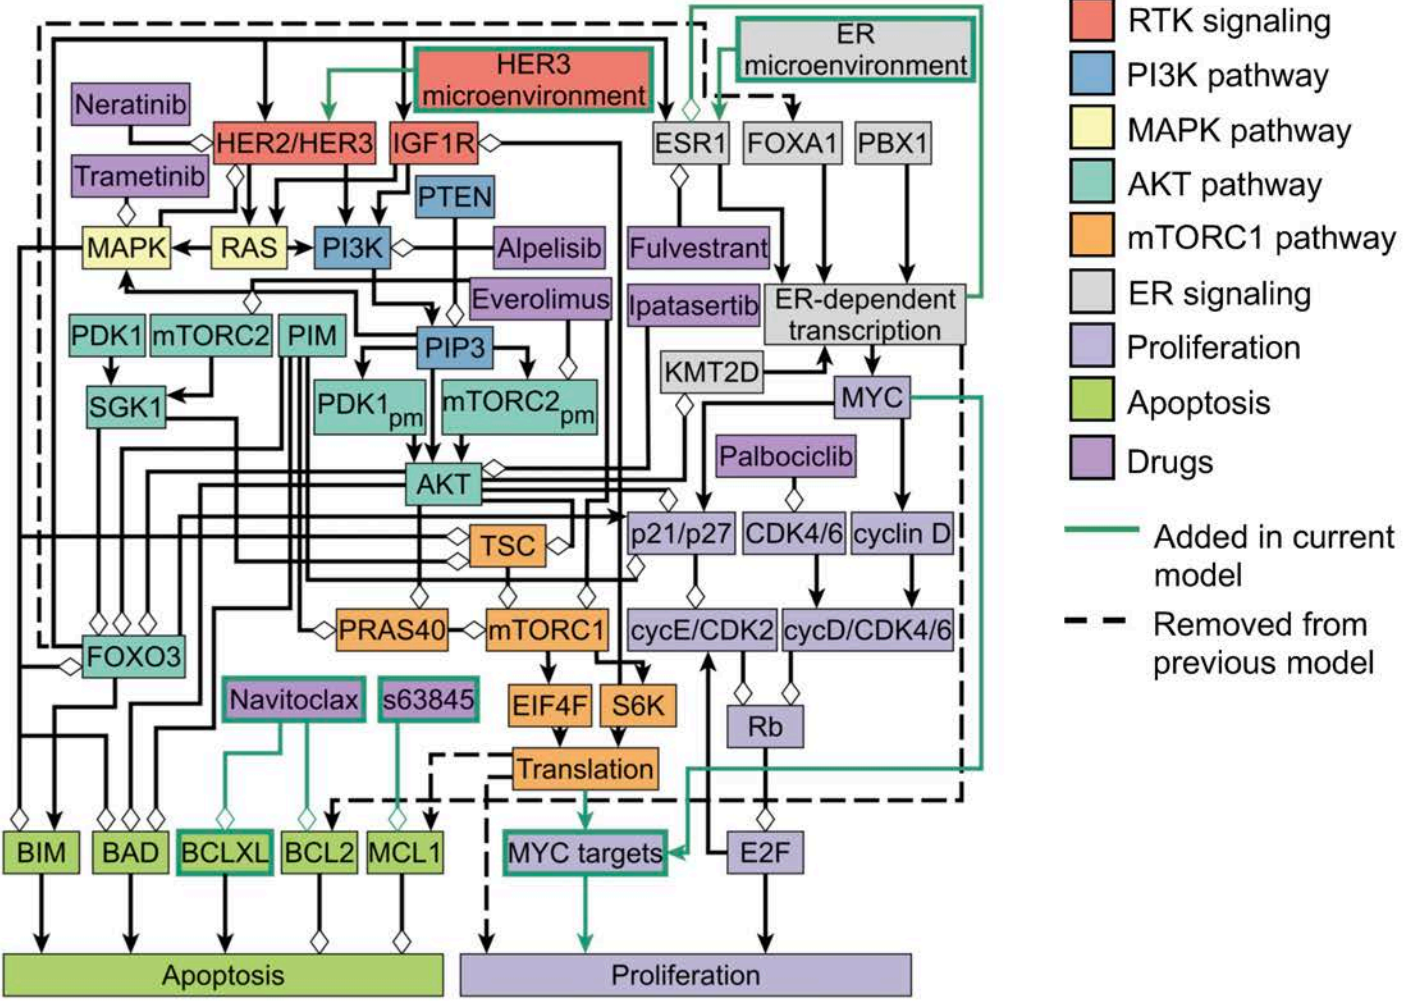 ER
microenvironment
HER3
microenvironment
Neratinib
HER2/HER3
IGF1R
ESR1
FOXA1
PBX1
Trametinib
PTEN
MAPK
RAS
PI3K
Alpelisib
Fulvestrant
Everolimus
Ipatasertib
ER-dependent
transcription
PDK1
mTORC2
PIM
PIP3
KMT2D
MYC
SGK1
PDK1pm
mTORC2pm
Palbociclib
AKT
TSC
p21/p27
CDK4/6
cyclin D
PRAS40
mTORC1
cycE/CDK2
cycD/CDK4/6
FOXO3
Navitoclax
s63845
EIF4F
S6K
Rb
Translation
BIM
BAD
BCLXL
BCL2
MCL1
MYC targets
E2F
Apoptosis
Proliferation
RTK signaling
PI3K pathway
MAPK pathway
AKT pathway
mTORC1 pathway
ER signaling
Proliferation
Apoptosis
Drugs
Added in current
model
Removed from
previous model